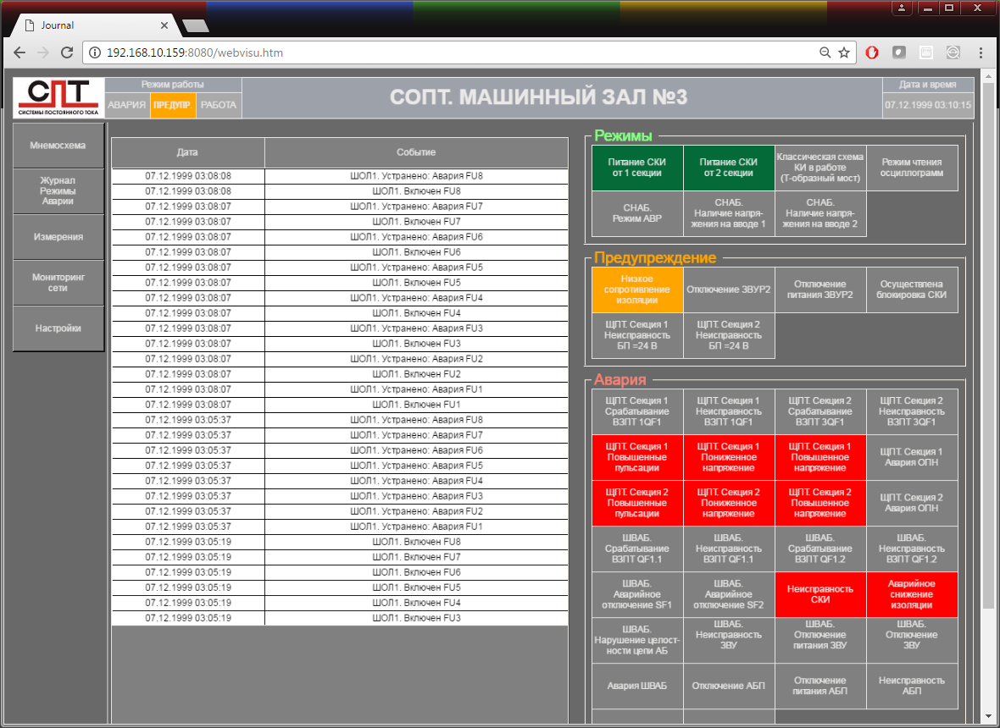 Journal
192.168.10.159:8080/webvisu.htm
СПТ
СИСТЕМЫ ПОСТОЯННОГО ТОКА
Режим работы
АВАРИЯ ПРЕДУПР. РАБОТА
СОПТ. МАШИННЫЙ ЗАЛ №3
Дата и время
07.12.1999 03:10:15
Мнемосхема
Журнал
Режимы
Аварии
Измерения
Мониторинг
сети
Настройки
Дата Событие
07.12.1999 03:08:08 ШОЛ1. Устранено: Авария FU8
07.12.1999 03:08:08 ШОЛ1. Включен FU8
07.12.1999 03:08:07 ШОЛ1. Устранено: Авария FU7
07.12.1999 03:08:07 ШОЛ1. Включен FU7
07.12.1999 03:08:07 ШОЛ1. Устранено: Авария FU6
07.12.1999 03:08:07 ШОЛ1. Включен FU6
07.12.1999 03:08:07 ШОЛ1. Устранено: Авария FU5
07.12.1999 03:08:07 ШОЛ1. Включен FU5
07.12.1999 03:08:07 ШОЛ1. Устранено: Авария FU4
07.12.1999 03:08:07 ШОЛ1. Включен FU4
07.12.1999 03:08:07 ШОЛ1. Устранено: Авария FU3
07.12.1999 03:08:07 ШОЛ1. Включен FU3
07.12.1999 03:08:07 ШОЛ1. Устранено: Авария FU2
07.12.1999 03:08:07 ШОЛ1. Включен FU2
07.12.1999 03:08:07 ШОЛ1. Устранено: Авария FU1
07.12.1999 03:08:07 ШОЛ1. Включен FU1
07.12.1999 03:05:37 ШОЛ1. Устранено: Авария FU8
07.12.1999 03:05:37 ШОЛ1. Устранено: Авария FU7
07.12.1999 03:05:37 ШОЛ1. Устранено: Авария FU6
07.12.1999 03:05:37 ШОЛ1. Устранено: Авария FU5
07.12.1999 03:05:37 ШОЛ1. Устранено: Авария FU4
07.12.1999 03:05:37 ШОЛ1. Устранено: Авария FU3
07.12.1999 03:05:37 ШОЛ1. Устранено: Авария FU2
07.12.1999 03:05:37 ШОЛ1. Устранено: Авария FU1
07.12.1999 03:05:19 ШОЛ1. Включен FU8
07.12.1999 03:05:19 ШОЛ1. Включен FU7
07.12.1999 03:05:19 ШОЛ1. Включен FU6
07.12.1999 03:05:19 ШОЛ1. Включен FU5
07.12.1999 03:05:19 ШОЛ1. Включен FU4
07.12.1999 03:05:19 ШОЛ1. Включен FU3
Режимы
Питание СКИ
от 1 секции
Питание СКИ
от 2 секции
Классическая схема
КИ в работе
(Т-образный мост)
Режим чтения
осциллограмм
СНАБ.
Режим АВР
СНАБ.
Наличие напря-
жения на вводе 1
СНАБ.
Наличие напря-
жения на вводе 2
Предупреждение
Низкое
сопротивление
изоляции
Отключение ЗВУР2
Отключение
питания ЗВУР2
Осуществлена
блокировка СКИ
ЩПТ. Секция 1
Неисправность
БП =24 В
ЩПТ. Секция 2
Неисправность
БП =24 В
Авария
ЩПТ. Секция 1
Срабатывание
ВЗПТ 1QF1
ЩПТ. Секция 1
Неисправность
ВЗПТ 1QF1
ЩПТ. Секция 2
Срабатывание
ВЗПТ 3QF1
ЩПТ. Секция 2
Неисправность
ВЗПТ 3QF1
ЩПТ. Секция 1
Повышенные
пульсации
ЩПТ. Секция 1
Пониженное
напряжение
ЩПТ. Секция 1
Повышенное
напряжение
ЩПТ. Секция 1
Авария ОПН
ЩПТ. Секция 2
Повышенные
пульсации
ЩПТ. Секция 2
Пониженное
напряжение
ЩПТ. Секция 2
Повышенное
напряжение
ЩПТ. Секция 2
Авария ОПН
ШВАБ.
Срабатывание
ВЗПТ QF1.1
ШВАБ.
Неисправность
ВЗПТ QF1.1
ШВАБ.
Срабатывание
ВЗПТ QF1.2
ШВАБ.
Неисправность
ВЗПТ QF1.2
ШВАБ.
Аварийное
отключение SF1
ШВАБ.
Аварийное
отключение SF2
Неисправность
СКИ
Аварийное
снижение
изоляции
ШВАБ.
Нарушение целост-
ности цепи АБ
ШВАБ.
Неисправность
ЗВУ
ШВАБ.
Отключение
питания ЗВУ
ШВАБ.
Отключение
ЗВУ
Авария ШВАБ
Отключение АБП
Отключение
питания АБП
Неисправность
АБП